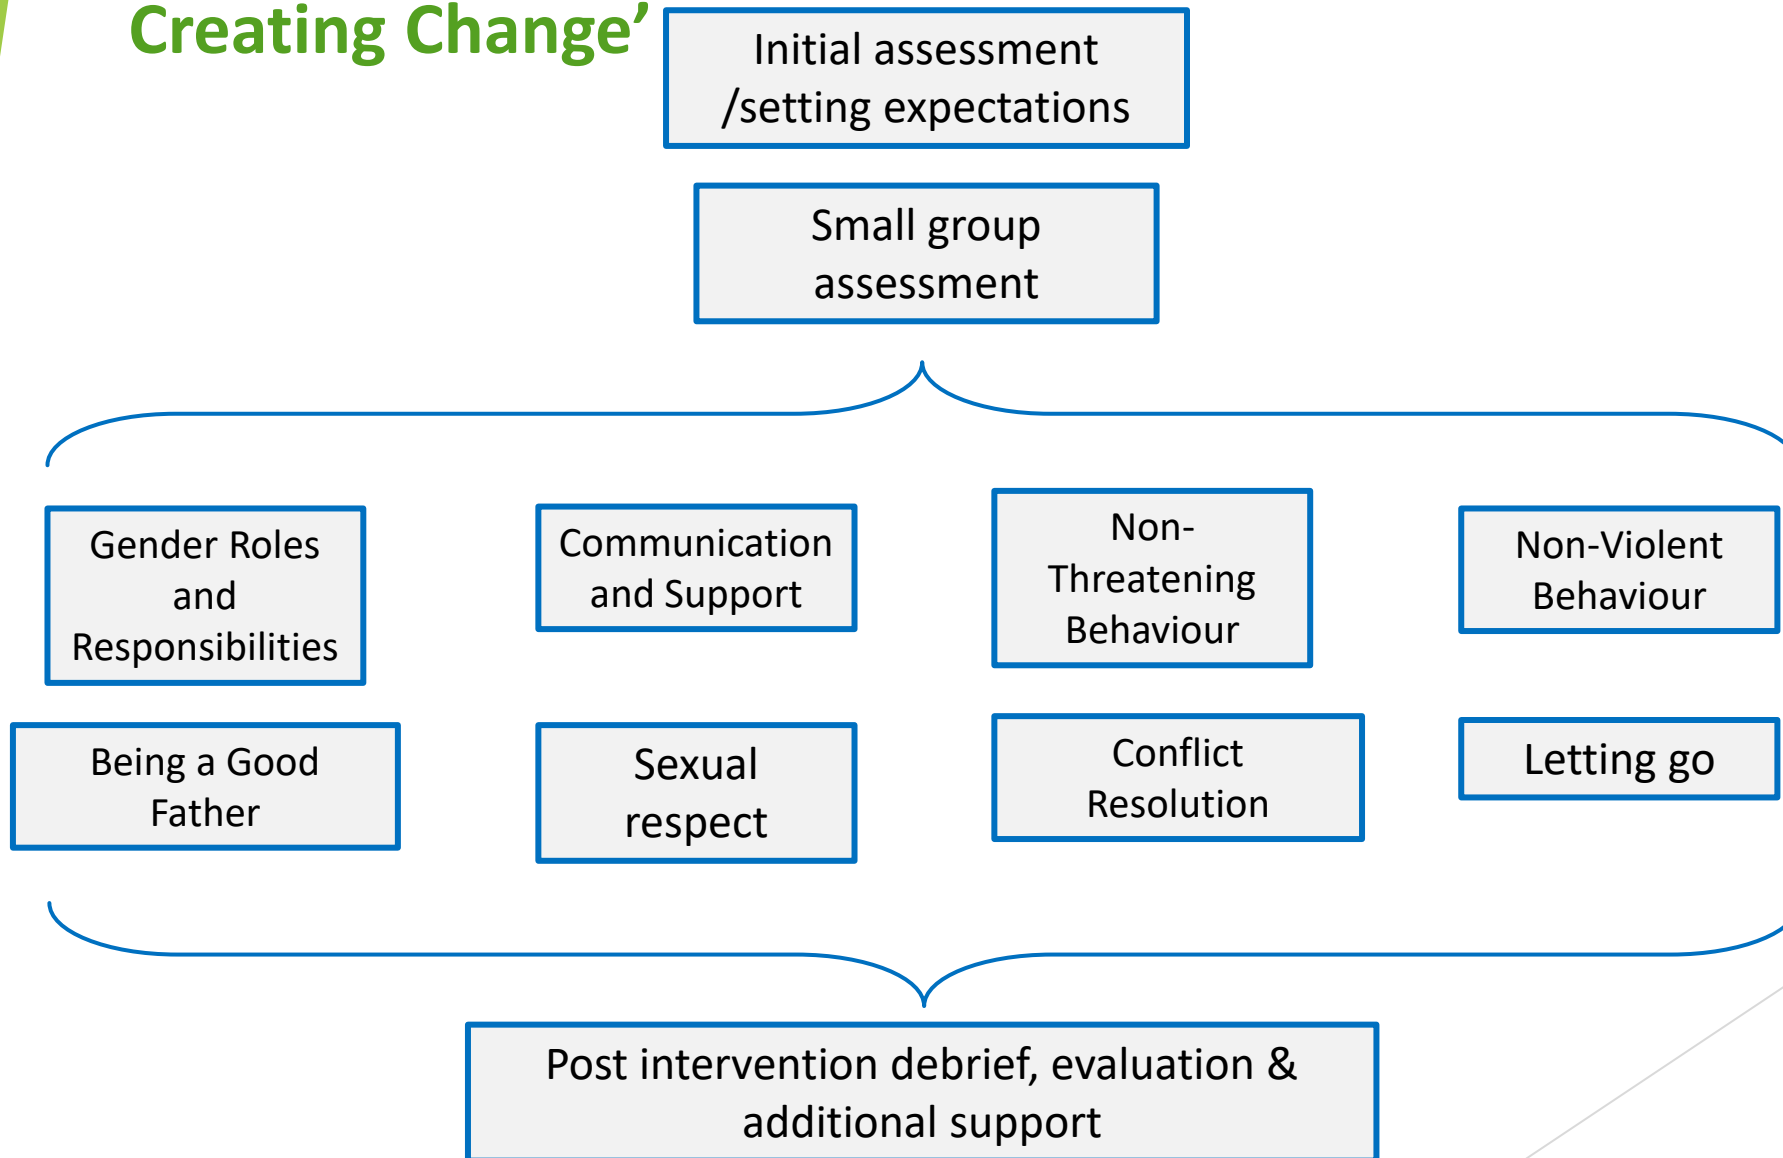 Creating Change’
Initial assessment
/setting expectations
Small group
assessment
Gender Roles
and
Responsibilities
Communication
and Support
Non-
Threatening
Behaviour
Non-Violent
Behaviour
Being a Good
Father
Sexual
respect
Conflict
Resolution
Letting go
Post intervention debrief, evaluation &
additional support